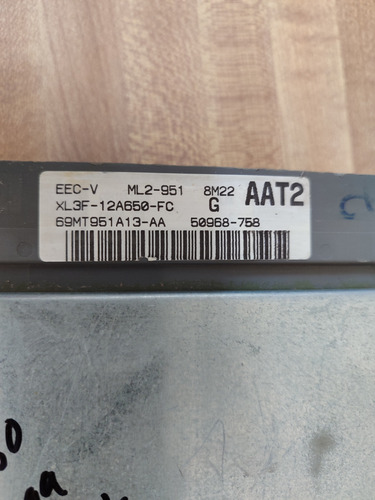 EEC-V ML2-951 8M22 AAT2
XL3F-12A650-FC G
69MT951A13-AA 50968-758